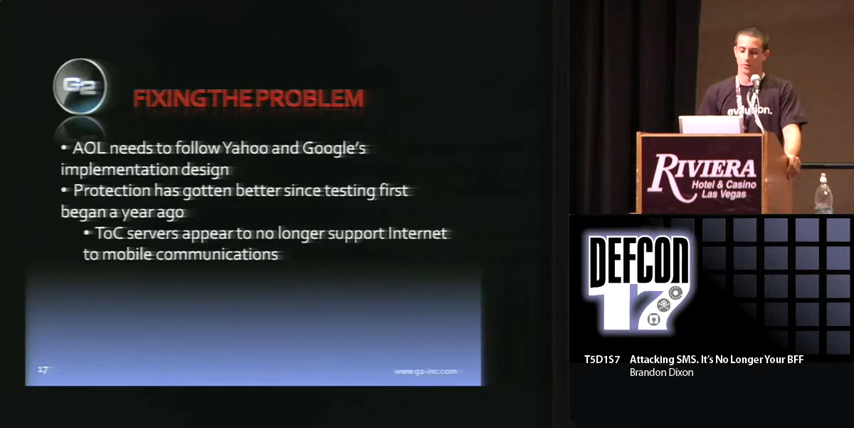 G2
FIXING THE PROBLEM
• AOL needs to follow Yahoo and Google's
implementation design
• Protection has gotten better since testing first
began a year ago
• ToC servers appear to no longer support Internet
to mobile communications
17
www.g2-inc.com
evilution.
RIVIERA
Hotel & Casino
Las Vegas
DEFCON
17
T5D1S7 Attacking SMS. It's No Longer Your BFF
Brandon Dixon